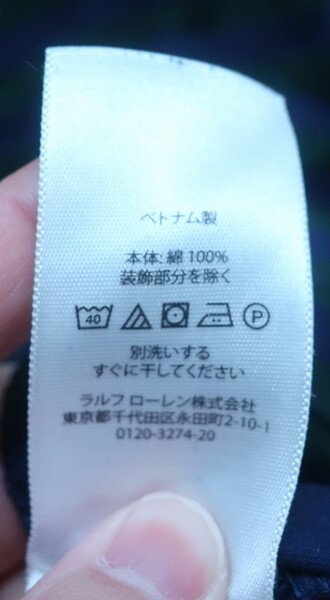 ベトナム製
本体: 綿 100%
装飾部分を除く
40 P
別洗いする
すぐに干してください
ラルフ ローレン株式会社
東京都千代田区永田町2-10-1
0120-3274-20